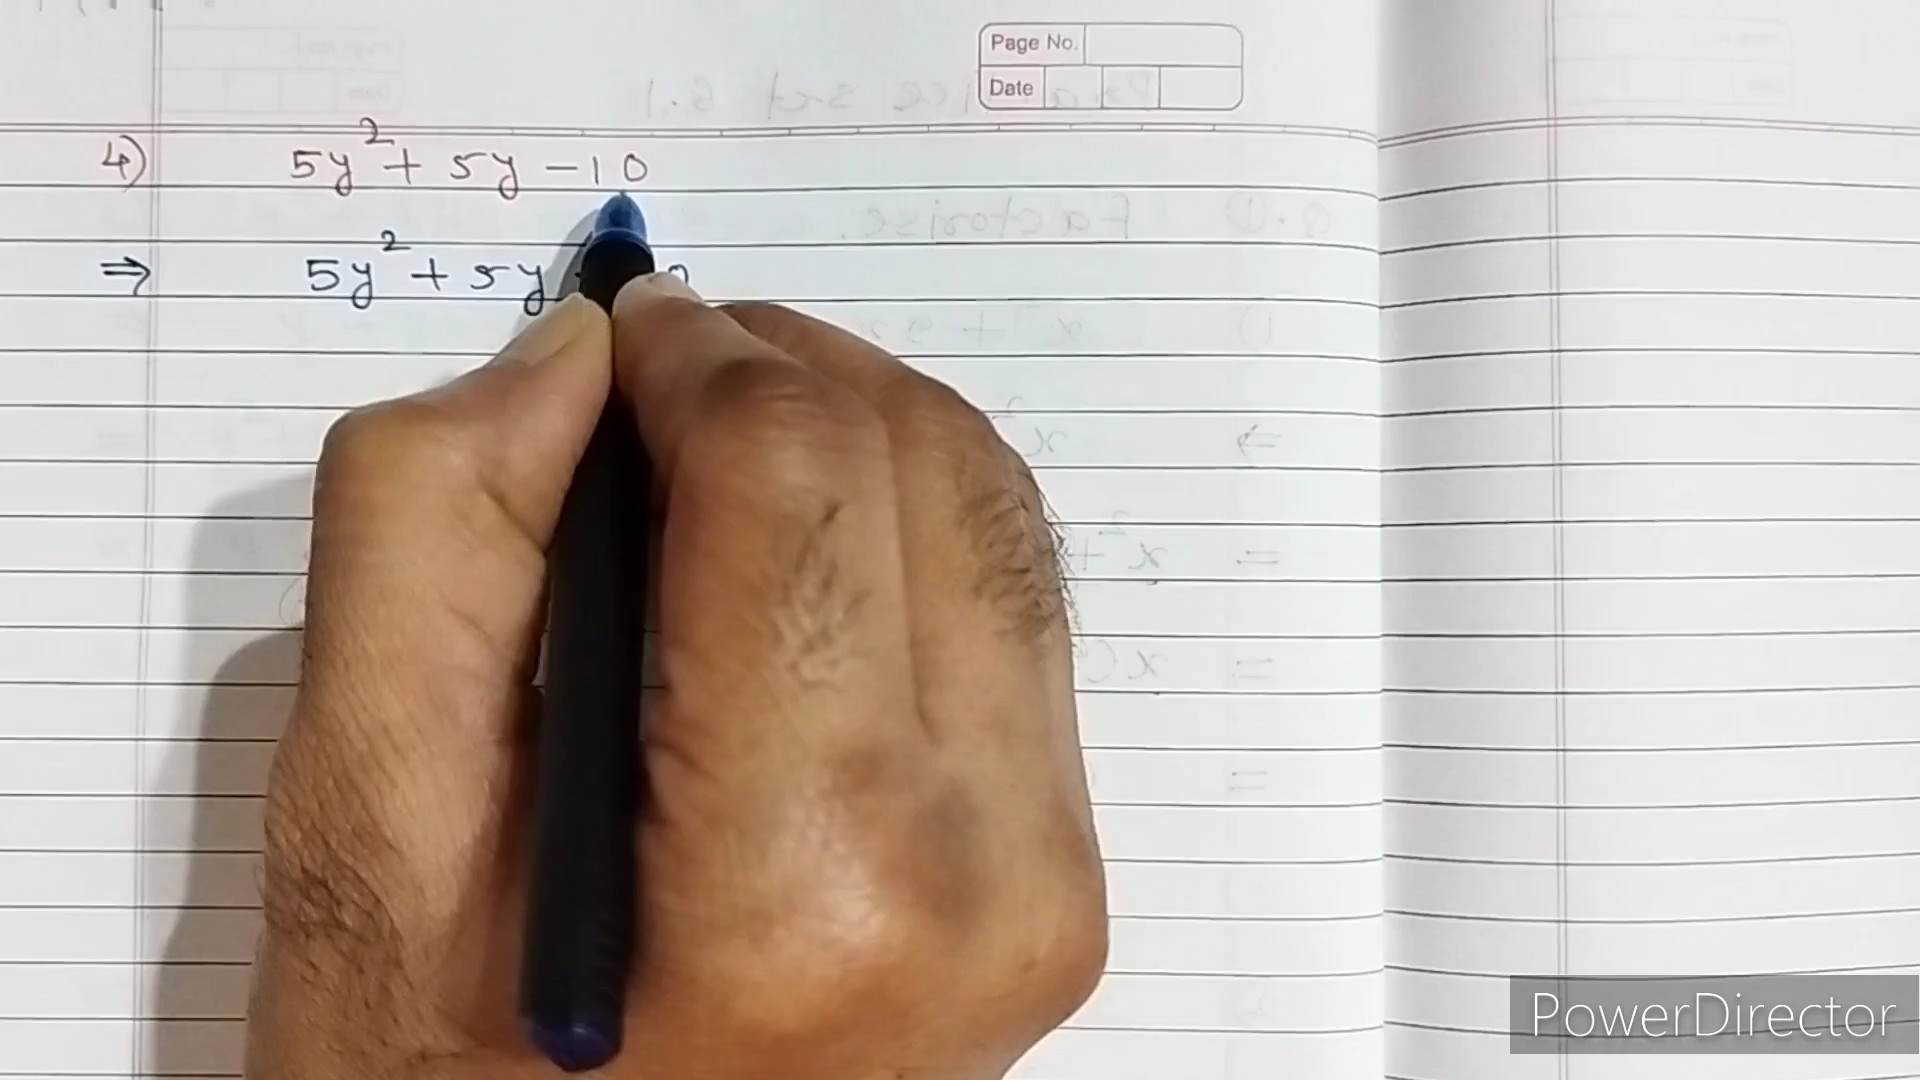 Page No.
Date
4) 5y² + 5y - 10
⇒ 5y² + 5y
PowerDirector